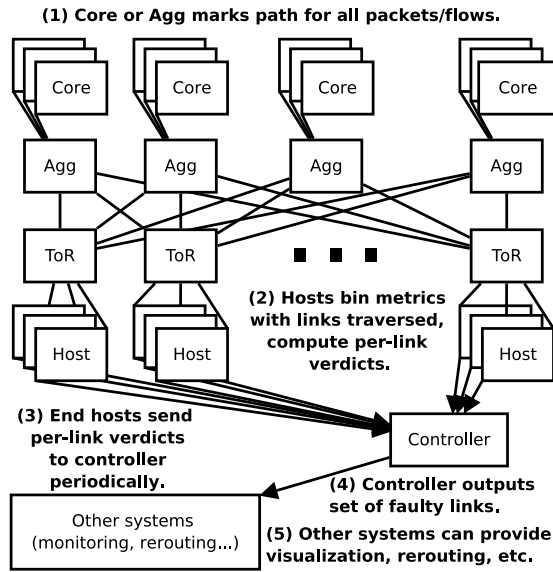 (1) Core or Agg marks path for all packets/flows.
Core
Core
Core
Core
Agg
Agg
Agg
Agg
ToR
ToR
ToR
(2) Hosts bin metrics
with links traversed,
compute per-link
verdicts.
Host
Host
Host
(3) End hosts send
per-link verdicts
to controller
periodically.
Controller
(4) Controller outputs
set of faulty links.
Other systems
(monitoring, rerouting...)
(5) Other systems can provide
visualization, rerouting, etc.